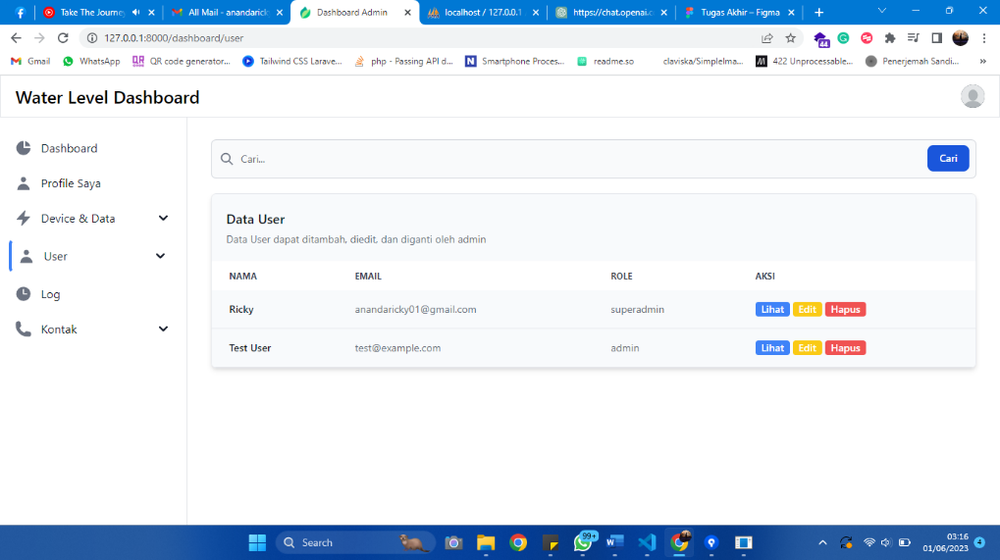 Take The Journey
All Mail - anandarick
Dashboard Admin
localhost / 127.0.0.1
https://chat.openai.c
Tugas Akhir – Figma
127.0.0.1:8000/dashboard/user
44
Gmail
WhatsApp
QR code generator...
Tailwind CSS Larave...
php - Passing API d...
Smartphone Proces...
readme.so
claviska/SimpleIma...
422 Unprocessable...
Penerjemah Sandi...
»
Water Level Dashboard
Dashboard
Profile Saya
Device & Data
User
Log
Kontak
Cari...
Cari
Data User
Data User dapat ditambah, diedit, dan diganti oleh admin
NAMA EMAIL ROLE AKSI
Ricky anandaricky01@gmail.com superadmin Lihat Edit Hapus
Test User test@example.com admin Lihat Edit Hapus
Search
99+
03:16
01/06/2023
4